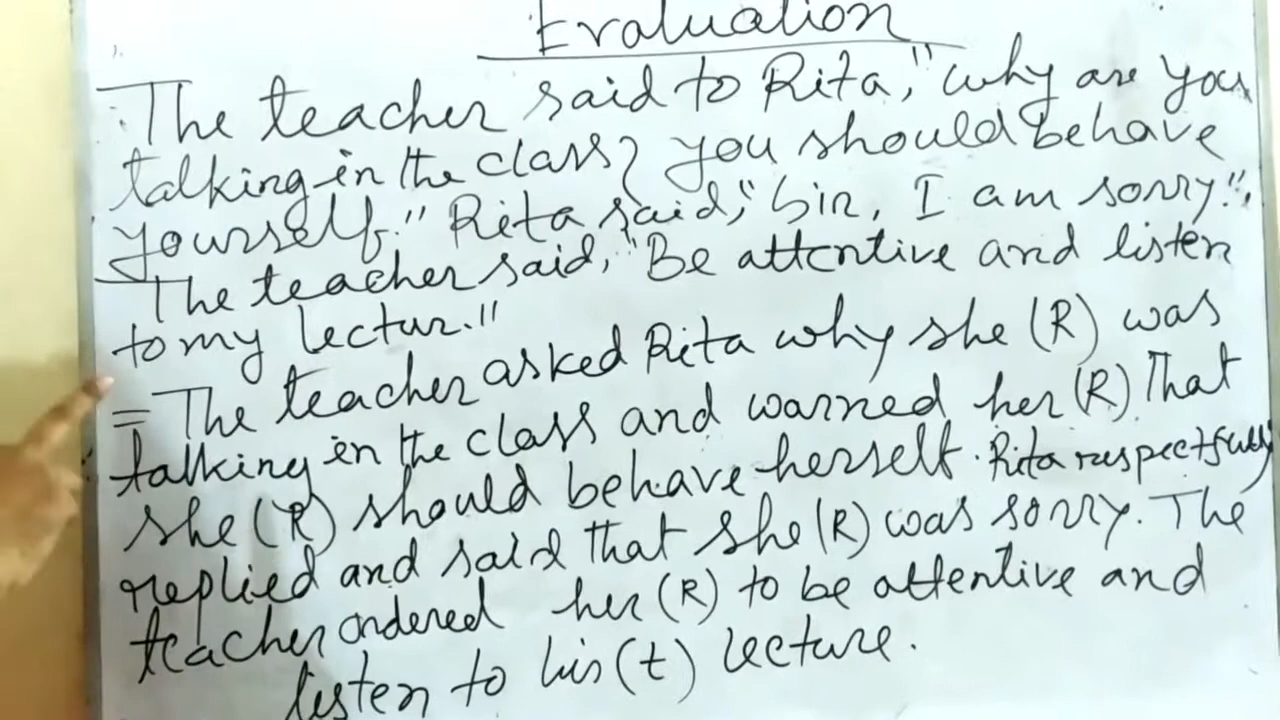 Evaluation
The teacher said to Rita, "why are you
talking in the class? you should behave
yourself." Rita said, "Sir, I am sorry!".
The teacher said, "Be attentive and listen
to my lectur."
= The teacher asked Rita why she (R) was
talking in the class and warned her (R) that
she (R) should behave herself. Rita respectfully
replied and said that she (R) was sorry. The
teacher ordered her (R) to be attentive and
listen to his (t) lecture.